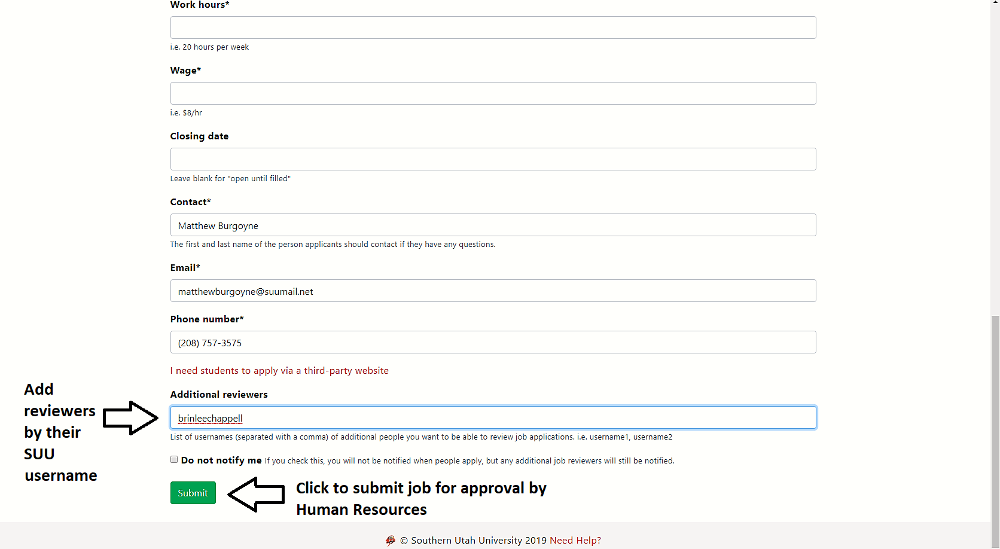 Work hours*
i.e. 20 hours per week
Wage*
i.e. $8/hr
Closing date
Leave blank for "open until filled"
Contact*
Matthew Burgoyne
The first and last name of the person applicants should contact if they have any questions.
Email*
matthewburgoyne@suumail.net
Phone number*
(208) 757-3575
I need students to apply via a third-party website
Add
reviewers
by their
SUU
username
Additional reviewers
brinleechappell
List of usernames (separated with a comma) of additional people you want to be able to review job applications. i.e. username1, username2
Do not notify me If you check this, you will not be notified when people apply, but any additional job reviewers will still be notified.
Submit
Click to submit job for approval by
Human Resources
© Southern Utah University 2019 Need Help?